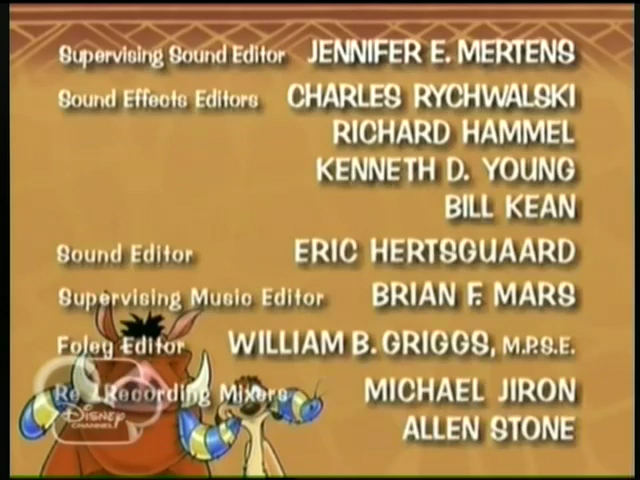 Supervising Sound Editor JENNIFER E. MERTENS
Sound Effects Editors CHARLES RYCHWALSKI
RICHARD HAMMEL
KENNETH D. YOUNG
BILL KEAN
Sound Editor ERIC HERTSGUAARD
Supervising Music Editor BRIAN F. MARS
Foley Editor WILLIAM B. GRIGGS, M.P.S.E.
Re-Recording Mixers MICHAEL JIRON
ALLEN STONE
Disney
CHANNEL